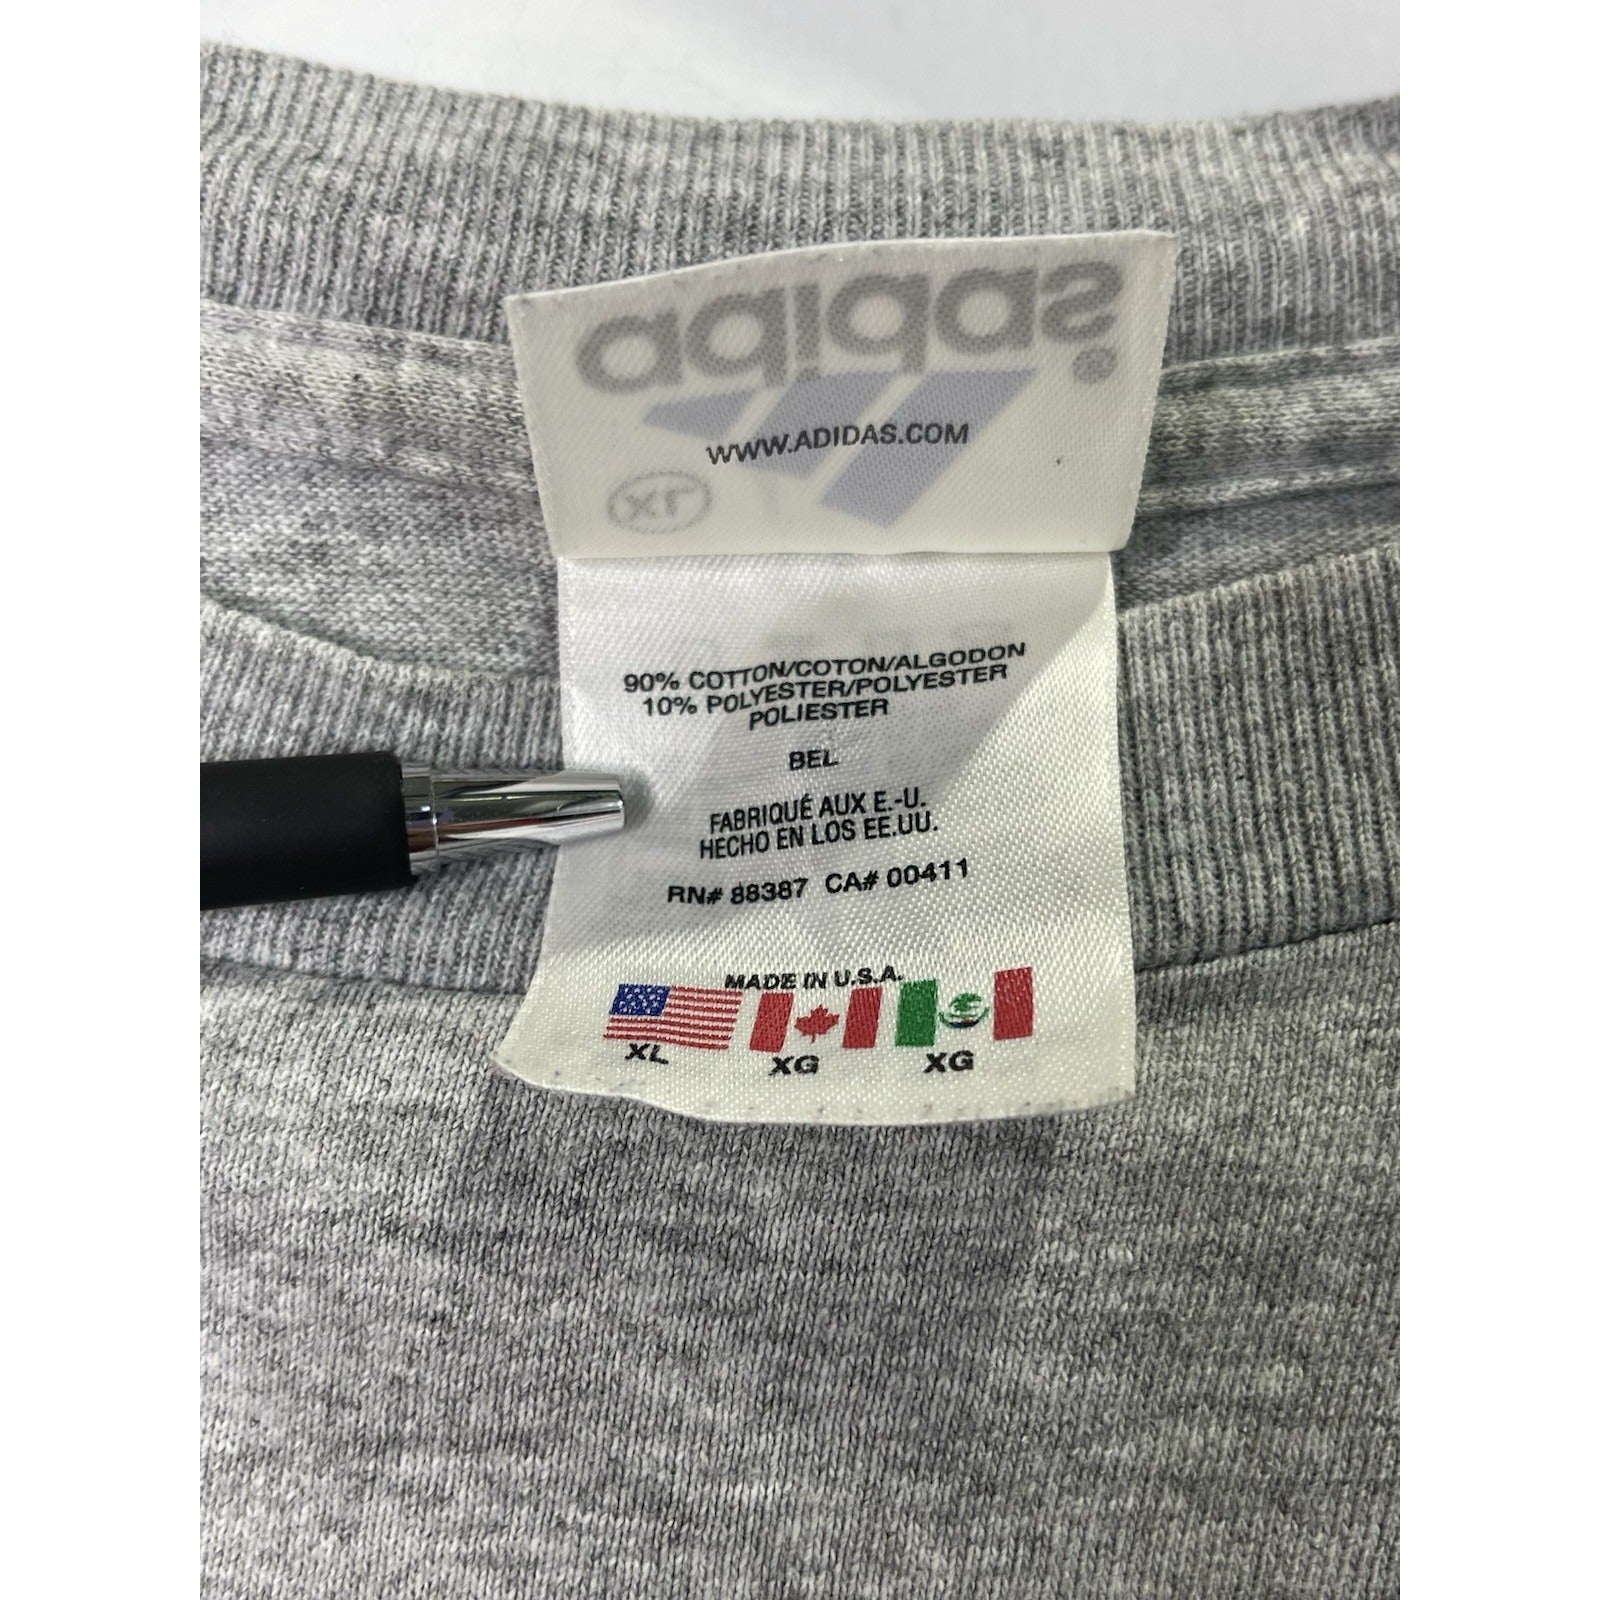 adidas
®
WWW.ADIDAS.COM
XL
90% COTTON/COTON/ALGODON
10% POLYESTER/POLYESTER
POLIESTER
BEL
FABRIQUÉ AUX E.-U.
HECHO EN LOS EE.UU.
RN# 88387 CA# 00411
MADE IN U.S.A.
XL XG XG